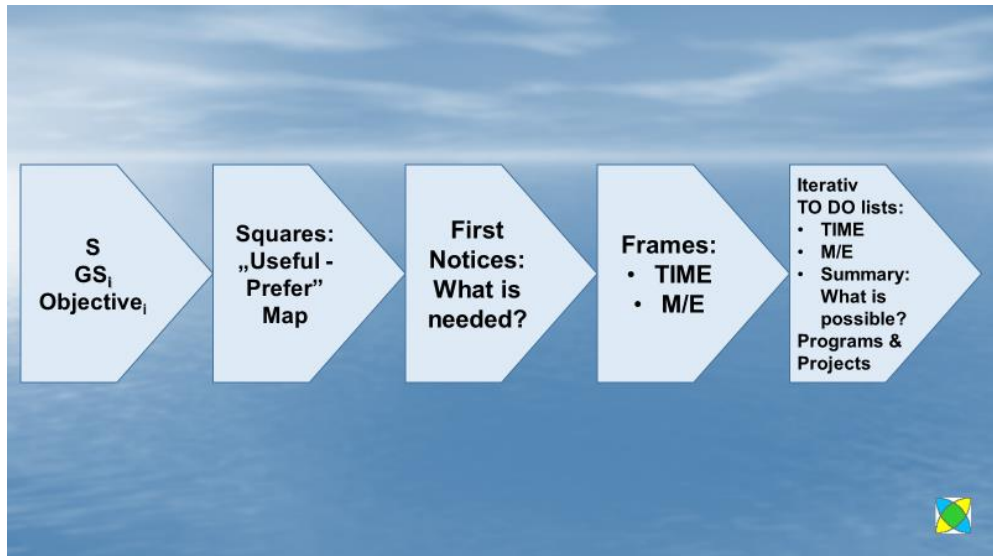 S
GSᵢ
Objectiveᵢ
Squares:
„Useful -
Prefer”
Map
First
Notices:
What is
needed?
Frames:
• TIME
• M/E
Iterativ
TO DO lists:
• TIME
• M/E
• Summary:
What is
possible?
Programs &
Projects